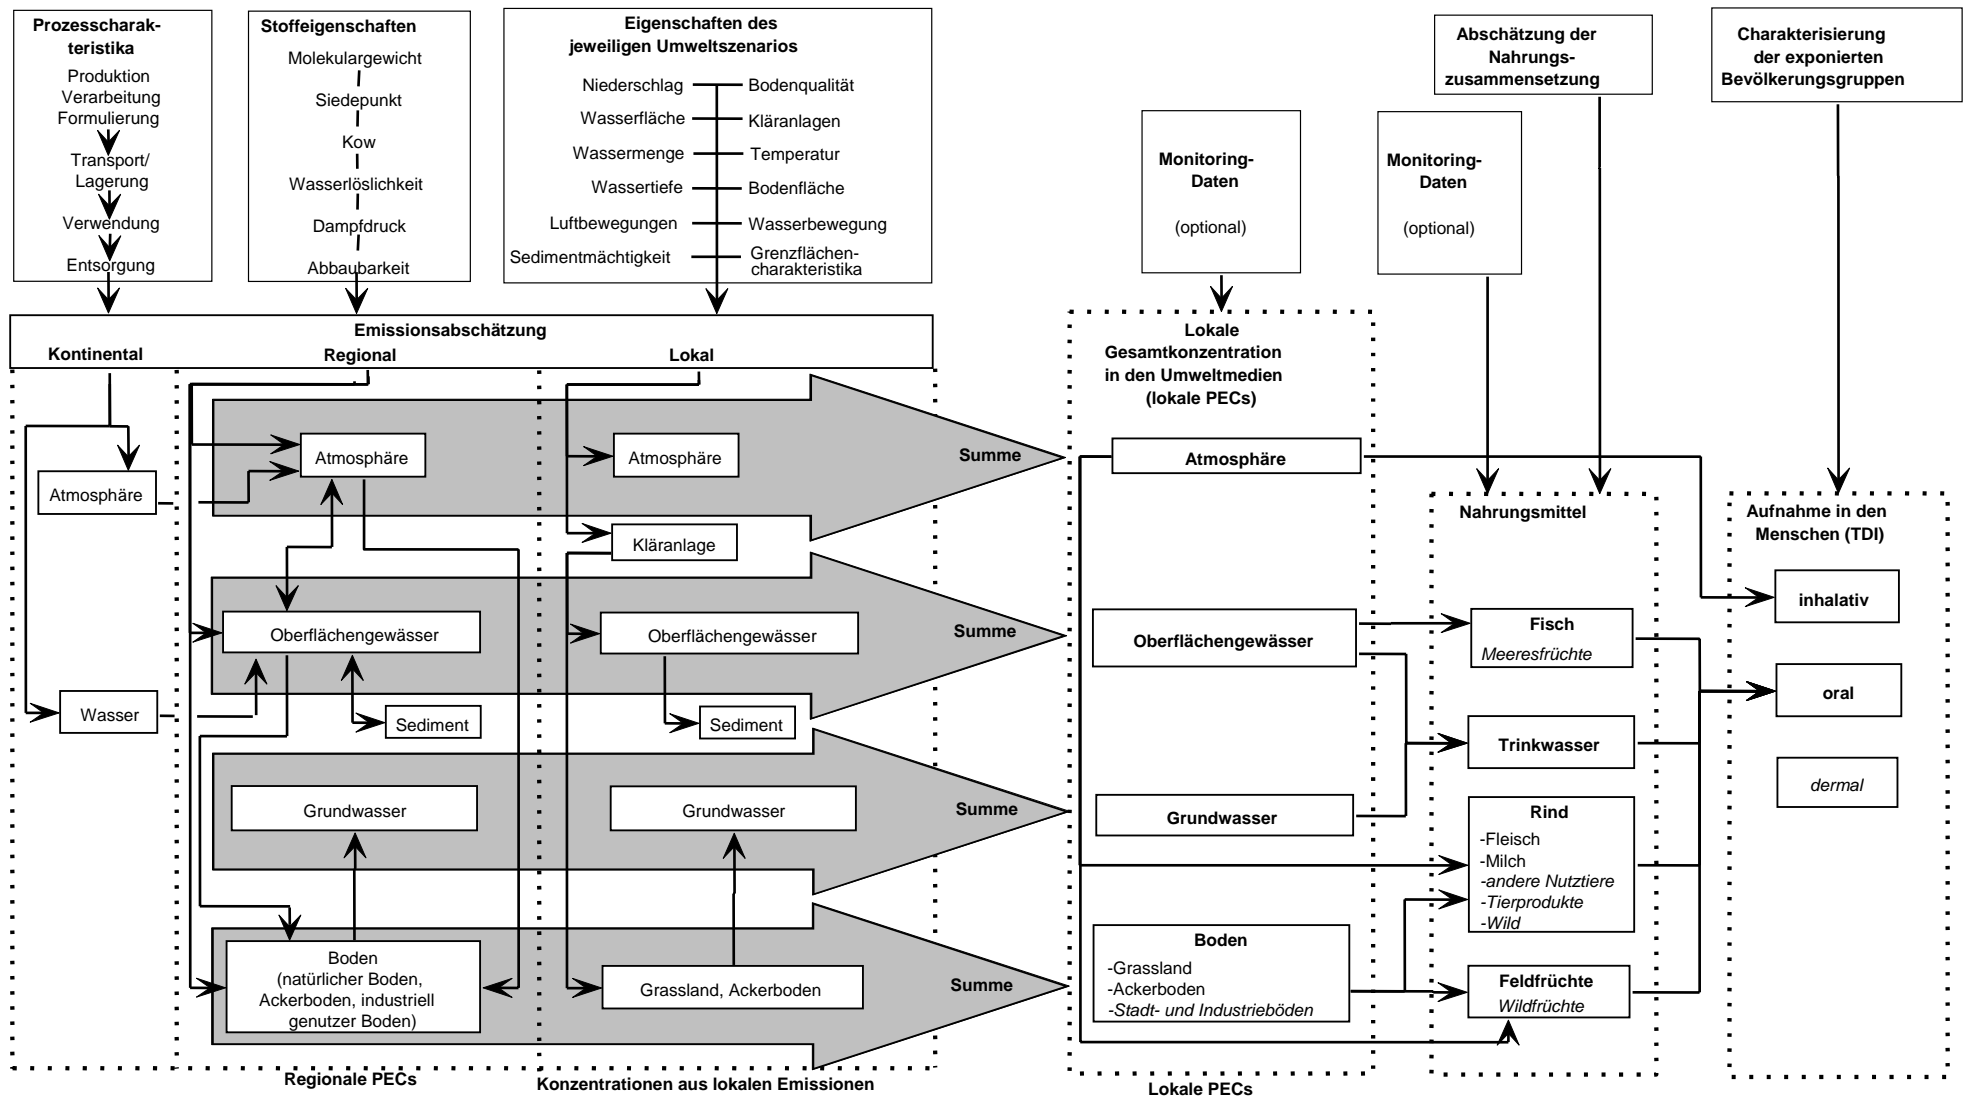 Prozesscharak-
teristika
Produktion
Verarbeitung
Formulierung
Transport/
Lagerung
Verwendung
Entsorgung
Stoffeigenschaften
Molekulargewicht
Siedepunkt
Kow
Wasserlöslichkeit
Dampfdruck
Abbaubarkeit
Eigenschaften des
jeweiligen Umweltszenarios
Niederschlag
Bodenqualität
Wasserfläche
Kläranlagen
Wassermenge
Temperatur
Wassertiefe
Bodenfläche
Luftbewegungen
Wasserbewegung
Sedimentmächtigkeit
Grenzflächen-
charakteristika
Monitoring-
Daten
(optional)
Monitoring-
Daten
(optional)
Abschätzung der
Nahrungs-
zusammensetzung
Charakterisierung
der exponierten
Bevölkerungsgruppen
Emissionsabschätzung
Kontinental
Regional
Lokal
Atmosphäre
Wasser
Atmosphäre
Oberflächengewässer
Sediment
Grundwasser
Boden
(natürlicher Boden,
Ackerboden, industriell
genutzer Boden)
Regionale PECs
Atmosphäre
Kläranlage
Oberflächengewässer
Sediment
Grundwasser
Grassland, Ackerboden
Konzentrationen aus lokalen Emissionen
Summe
Summe
Summe
Summe
Lokale
Gesamtkonzentration
in den Umweltmedien
(lokale PECs)
Atmosphäre
Oberflächengewässer
Grundwasser
Boden
-Grassland
-Ackerboden
-Stadt- und Industrieböden
Lokale PECs
Nahrungsmittel
Fisch
Meeresfrüchte
Trinkwasser
Rind
-Fleisch
-Milch
-andere Nutztiere
-Tierprodukte
-Wild
Feldfrüchte
Wildfrüchte
Aufnahme in den
Menschen (TDI)
inhalativ
oral
dermal